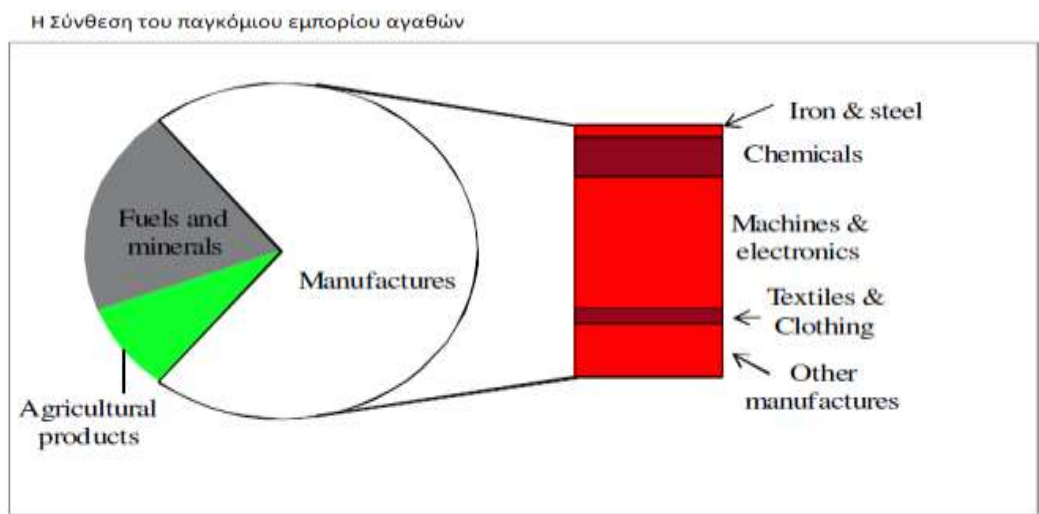 Η Σύνθεση του παγκόμιου εμπορίου αγαθών
Iron & steel
Chemicals
Fuels and
minerals
Manufactures
Machines &
electronics
Textiles &
Clothing
Other
manufactures
Agricultural
products